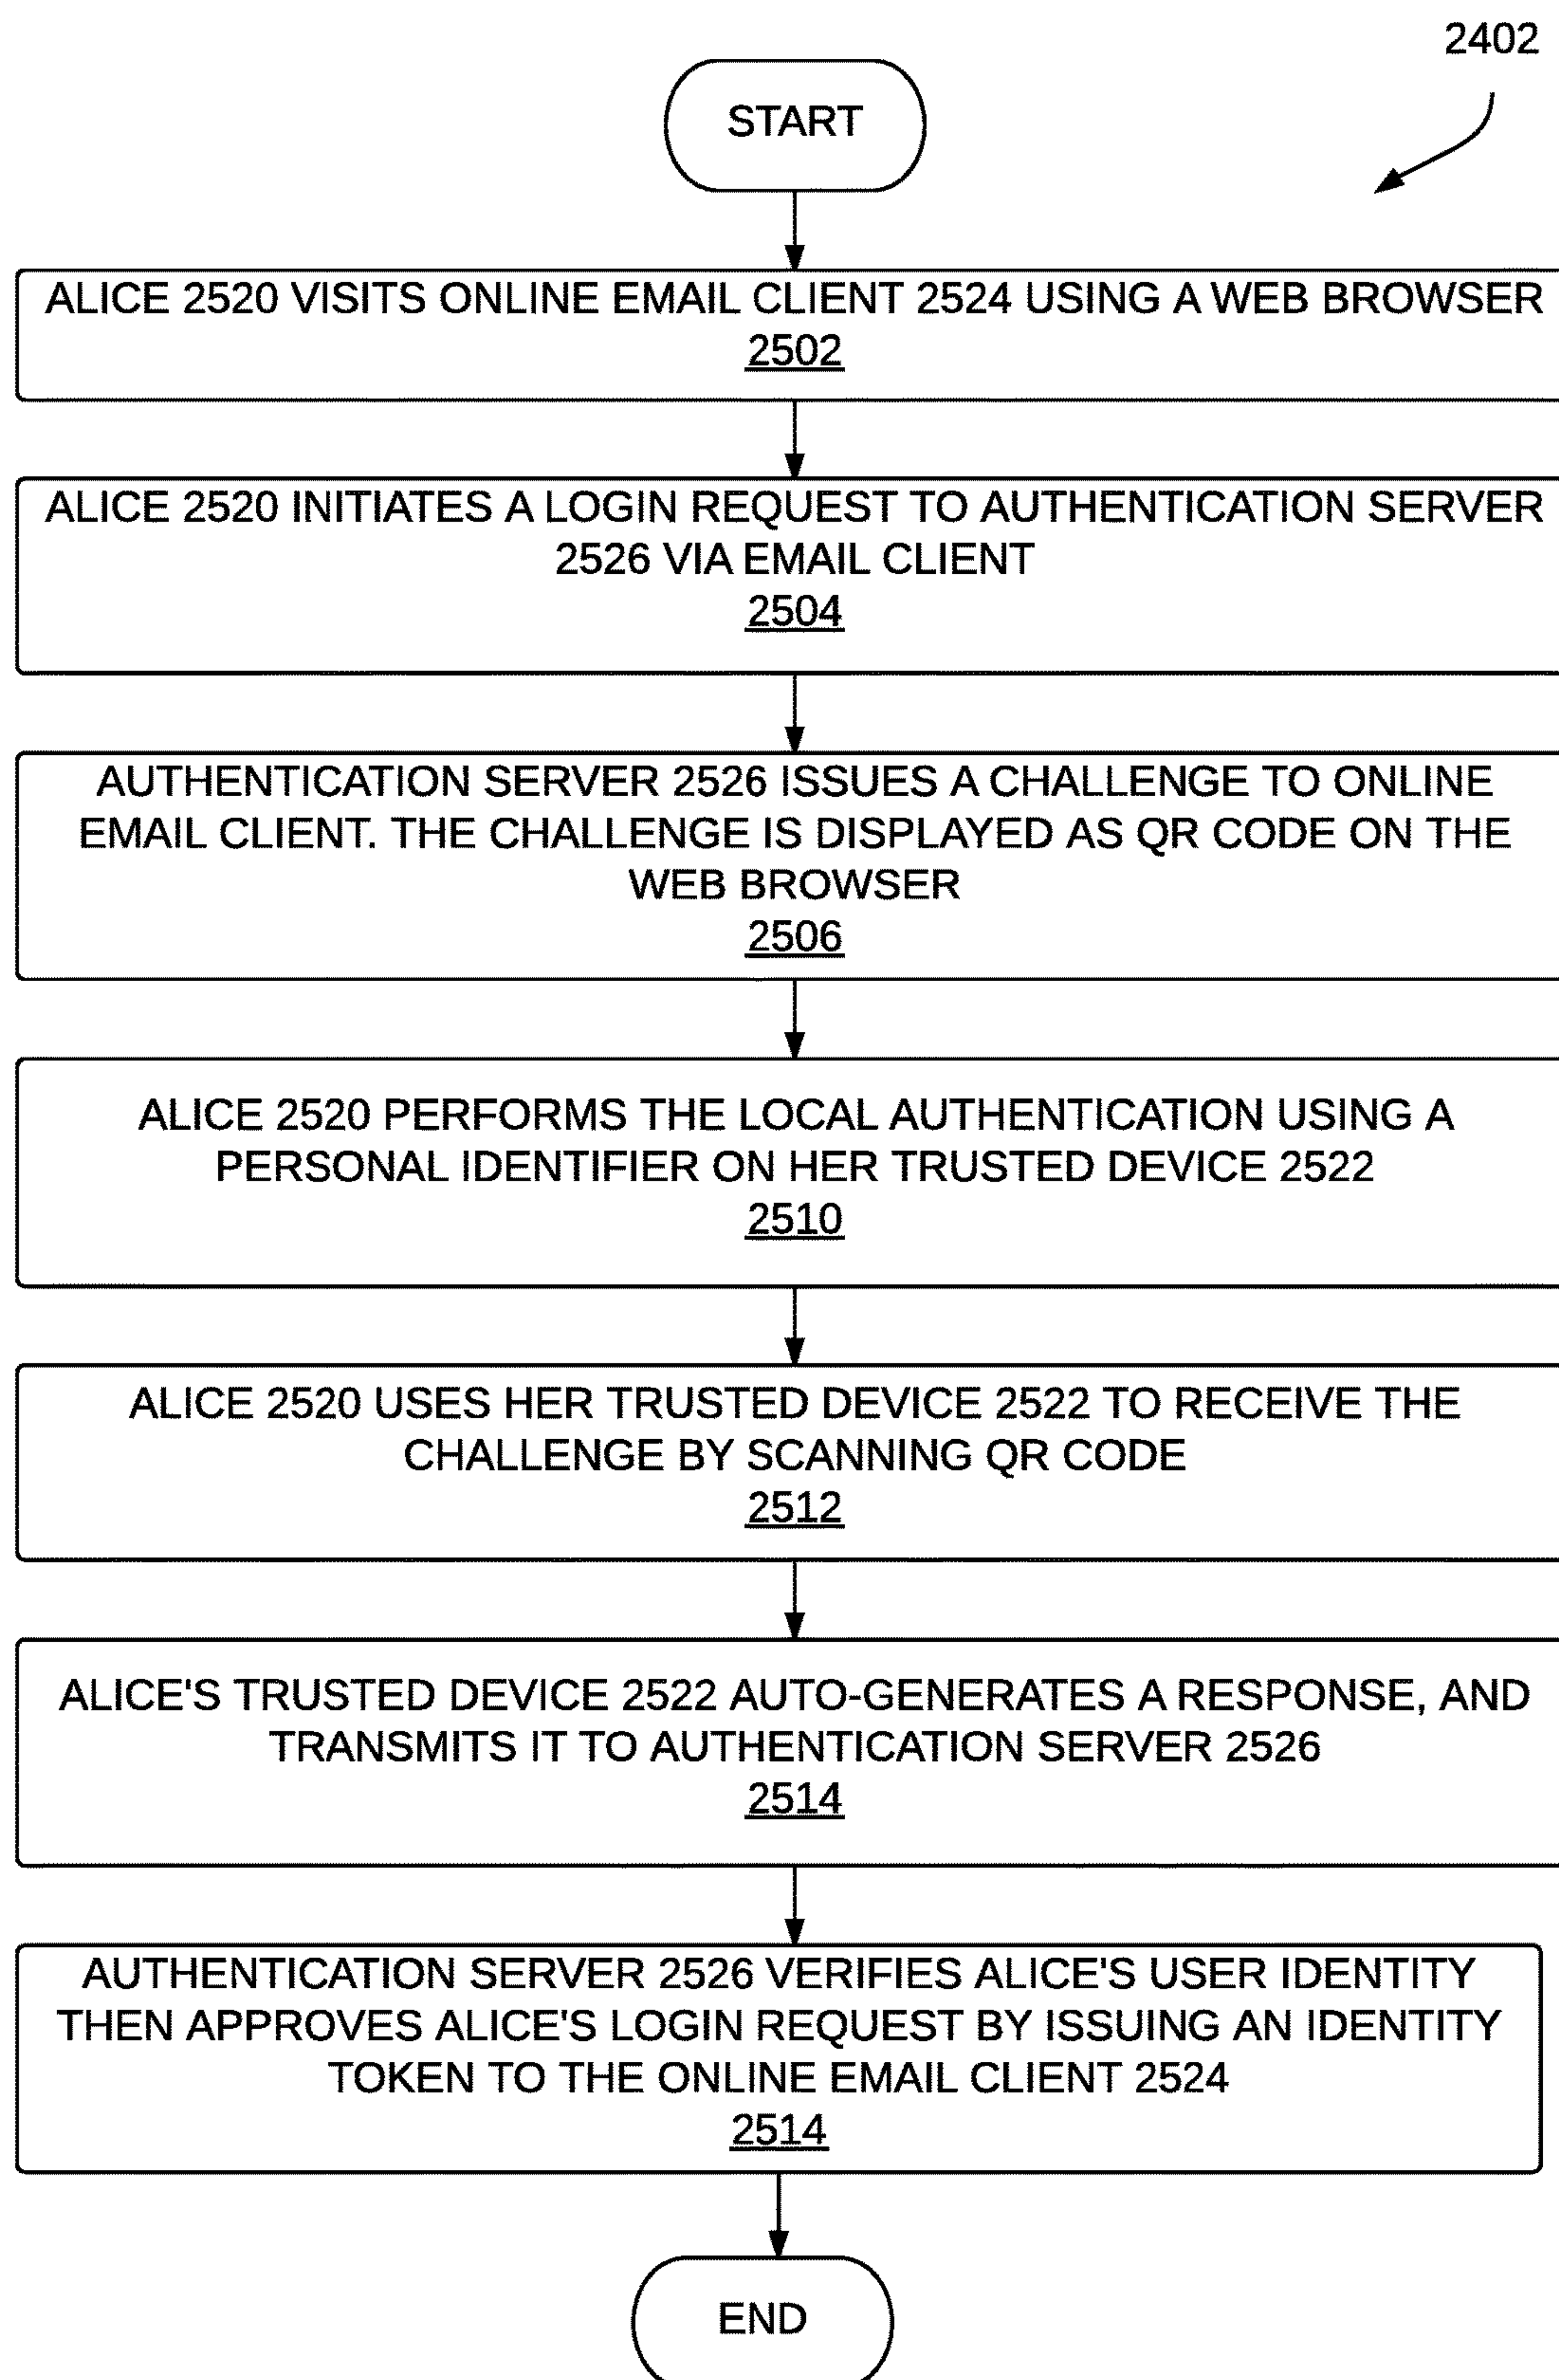 2402
START
ALICE 2520 VISITS ONLINE EMAIL CLIENT 2524 USING A WEB BROWSER
2502
ALICE 2520 INITIATES A LOGIN REQUEST TO AUTHENTICATION SERVER
2526 VIA EMAIL CLIENT
2504
AUTHENTICATION SERVER 2526 ISSUES A CHALLENGE TO ONLINE
EMAIL CLIENT. THE CHALLENGE IS DISPLAYED AS QR CODE ON THE
WEB BROWSER
2506
ALICE 2520 PERFORMS THE LOCAL AUTHENTICATION USING A
PERSONAL IDENTIFIER ON HER TRUSTED DEVICE 2522
2510
ALICE 2520 USES HER TRUSTED DEVICE 2522 TO RECEIVE THE
CHALLENGE BY SCANNING QR CODE
2512
ALICE'S TRUSTED DEVICE 2522 AUTO-GENERATES A RESPONSE, AND
TRANSMITS IT TO AUTHENTICATION SERVER 2526
2514
AUTHENTICATION SERVER 2526 VERIFIES ALICE'S USER IDENTITY
THEN APPROVES ALICE'S LOGIN REQUEST BY ISSUING AN IDENTITY
TOKEN TO THE ONLINE EMAIL CLIENT 2524
2514
END